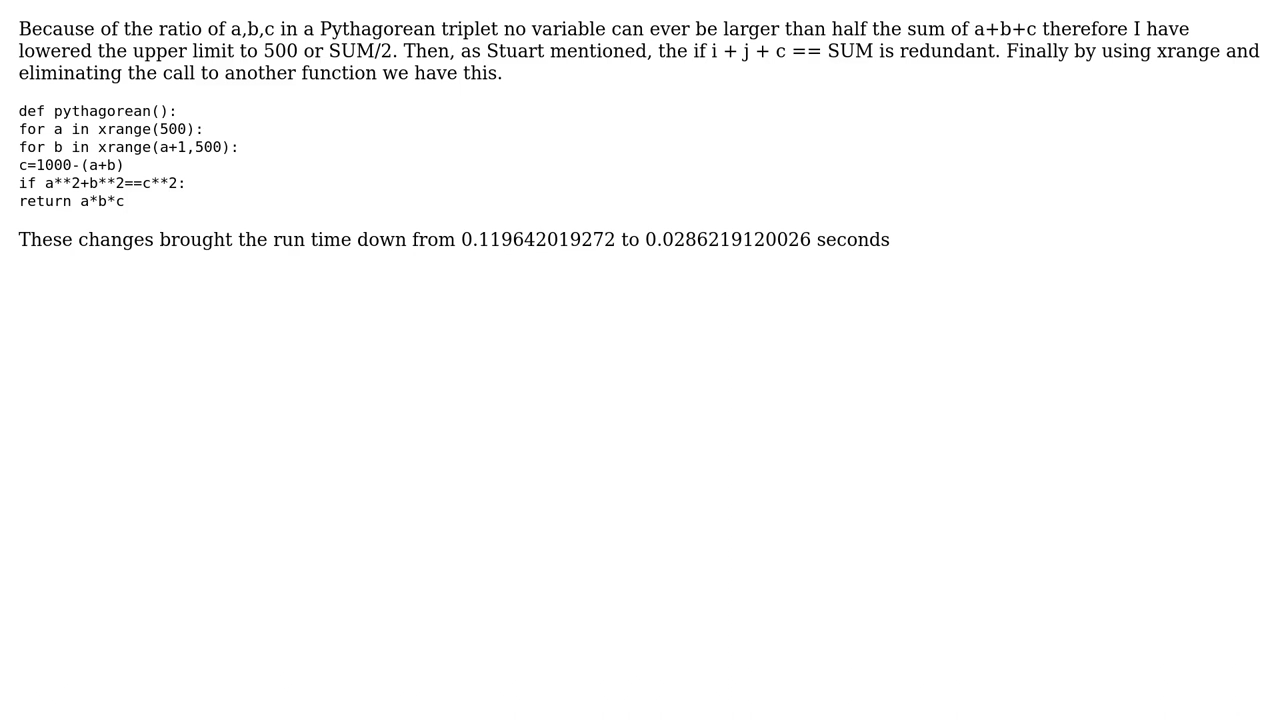 Because of the ratio of a,b,c in a Pythagorean triplet no variable can ever be larger than half the sum of a+b+c therefore I have
lowered the upper limit to 500 or SUM/2. Then, as Stuart mentioned, the if i + j + c == SUM is redundant. Finally by using xrange and
eliminating the call to another function we have this.
def pythagorean():
for a in xrange(500):
for b in xrange(a+1,500):
c=1000-(a+b)
if a**2+b**2==c**2:
return a*b*c
These changes brought the run time down from 0.119642019272 to 0.0286219120026 seconds